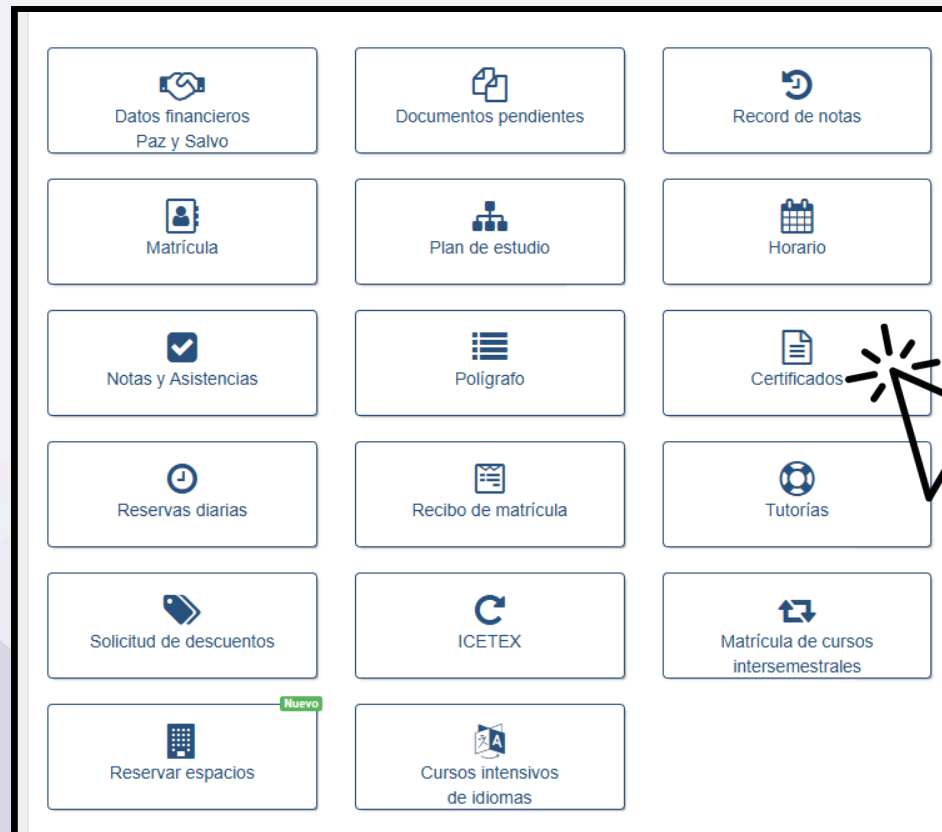 Datos financieros
Paz y Salvo
Documentos pendientes
Record de notas
Matrícula
Plan de estudio
Horario
Notas y Asistencias
Polígrafo
Certificados
Reservas diarias
Recibo de matrícula
Tutorías
Solicitud de descuentos
ICETEX
Matrícula de cursos
intersemestrales
Nuevo
Reservar espacios
Cursos intensivos
de idiomas